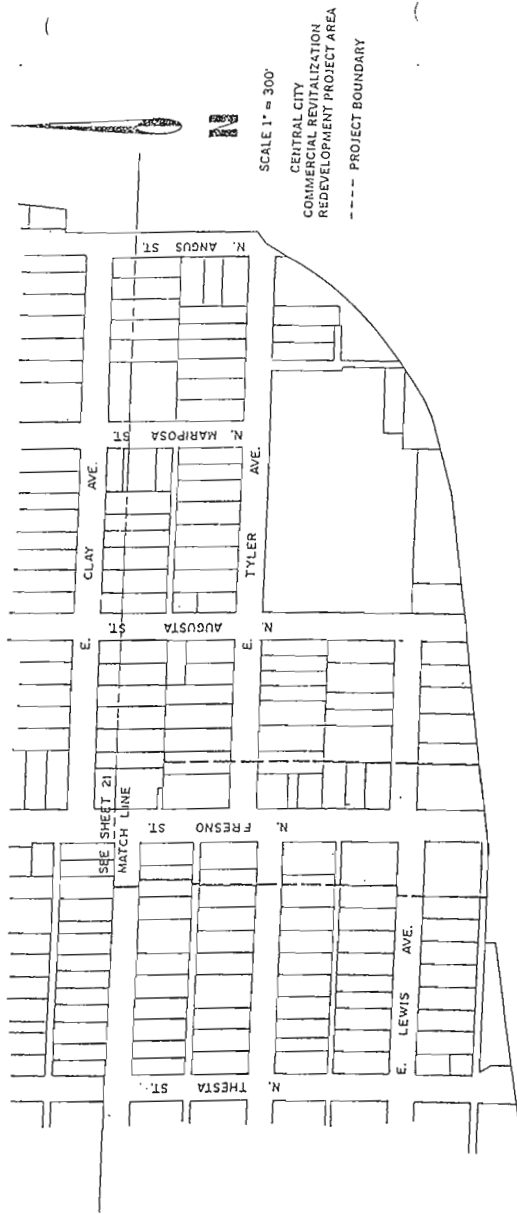 SCALE 1" = 300'
CENTRAL CITY
COMMERCIAL REVITALIZATION
REDEVELOPMENT PROJECT AREA
---- PROJECT BOUNDARY
N. ANGUS ST.
N. MARIPOSA ST.
CLAY AVE.
TYLER AVE.
N. AUGUSTA ST.
E.
E.
SEE SHEET 21
MATCH LINE
N. FRESNO ST.
E. LEWIS AVE.
N. THESTA ST.